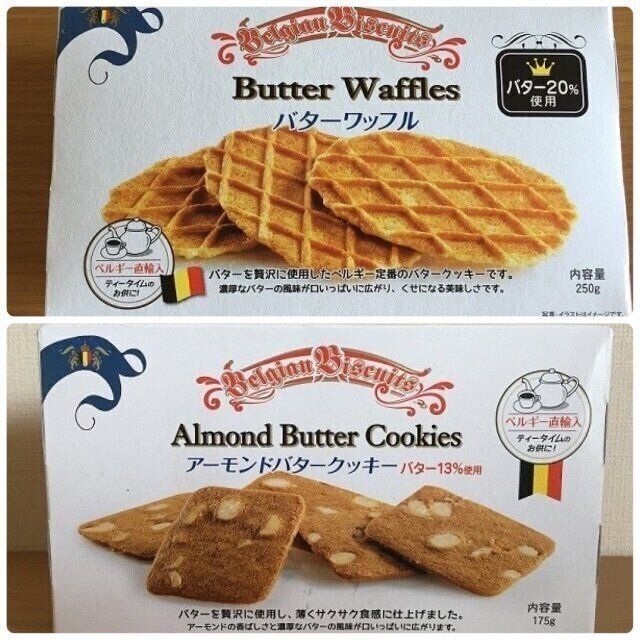 Belgian Biscuits
Butter Waffles
バターワッフル
バター20%
使用
ベルギー直輸入
ティータイムの
お供に!
バターを贅沢に使用したベルギー定番のバタークッキーです。
濃厚なバターの風味が口いっぱいに広がり、くせになる美味しさです。
内容量
250g
写真・イラストはイメージです。
Belgian Biscuits
Almond Butter Cookies
アーモンドバタークッキー バター13%使用
ベルギー直輸入
ティータイムの
お供に!
バターを贅沢に使用し、薄くサクサク食感に仕上げました。
アーモンドの香ばしさと濃厚なバターの風味が口いっぱいに広がります。
内容量
175g